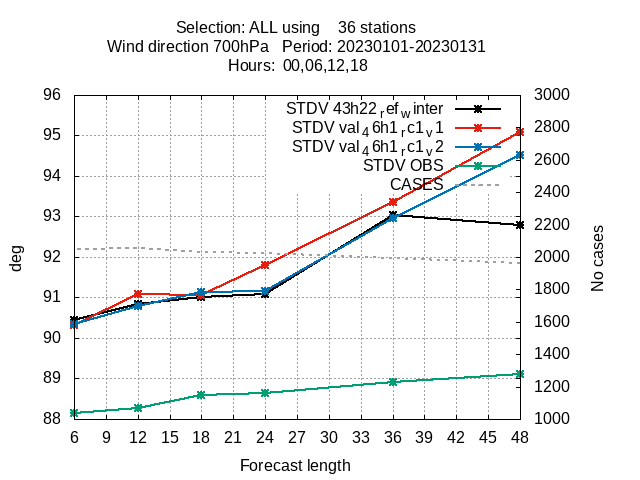 Selection: ALL using 36 stations
Wind direction 700hPa Period: 20230101-20230131
Hours: 00,06,12,18
96 3000
STDV 43h22refwinter
95 2800
STDV val46h1rc1v1
STDV val46h1rc1v2
2600
STDV OBS
94 2400
CASES
93 2200
92 2000
91 1800
90 1600
89 1400
1200
88 1000
deg
No cases
6 9 12 15 18 21 24 27 30 33 36 39 42 45 48
Forecast length